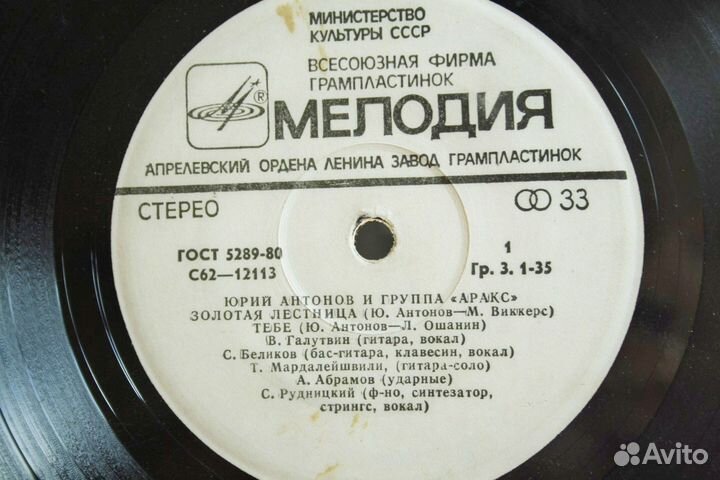 МИНИСТЕРСТВО
КУЛЬТУРЫ СССР
ВСЕСОЮЗНАЯ ФИРМА
ГРАМПЛАСТИНОК
® МЕЛОДИЯ
АПРЕЛЕВСКИЙ ОРДЕНА ЛЕНИНА ЗАВОД ГРАМПЛАСТИНОК
СТЕРЕО 33
ГОСТ 5289-80 1
С62—12113 Гр. 3. 1-35
ЮРИЙ АНТОНОВ И ГРУППА «АРАКС»
ЗОЛОТАЯ ЛЕСТНИЦА (Ю. Антонов—М. Виккерс)
ТЕБЕ (Ю. Антонов—Л. Ошанин)
В. Галутвин (гитара, вокал)
С. Беликов (бас-гитара, клавесин, вокал)
Т. Мардалейшвили, (гитара-соло)
А. Абрамов (ударные)
С. Рудницкий (ф-но, синтезатор,
стрингс, вокал)
Avito